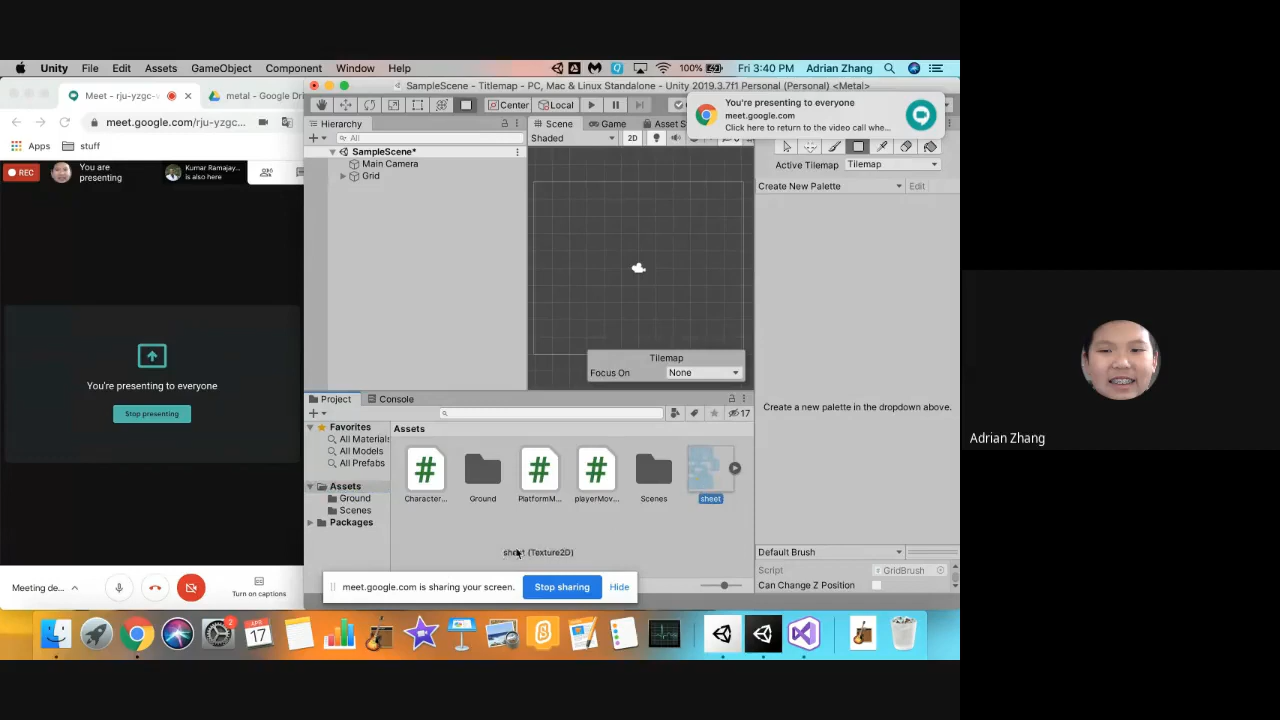 Unity File Edit Assets GameObject Component Window Help 100% Fri 3:40 PM Adrian Zhang
Meet - rju-yzgc-
metal - Google Dri
meet.google.com/rju-yzgc...
Apps stuff
REC
You are presenting
Kumar Ramajay...
is also here
You're presenting to everyone
Stop presenting
Meeting de...
Turn on captions
SampleScene - Titlemap - PC, Mac & Linux Standalone - Unity 2019.3.7f1 Personal (Personal) <Metal>
Center Local
You're presenting to everyone
meet.google.com
Click here to return to the video call whe...
Hierarchy
All
SampleScene*
Main Camera
Grid
Scene Game Asset S
Shaded 2D
Tilemap
Focus On None
Active Tilemap Tilemap
Create New Palette Edit
Create a new palette in the dropdown above.
Default Brush
Script GridBrush
Can Change Z Position
Project Console
17
Favorites
All Materials
All Models
All Prefabs
Assets
Ground
Scenes
Packages
Assets
Character... Ground PlatformM... playerMov... Scenes sheet
sheet (Texture2D)
meet.google.com is sharing your screen. Stop sharing Hide
2
APR
17
Adrian Zhang